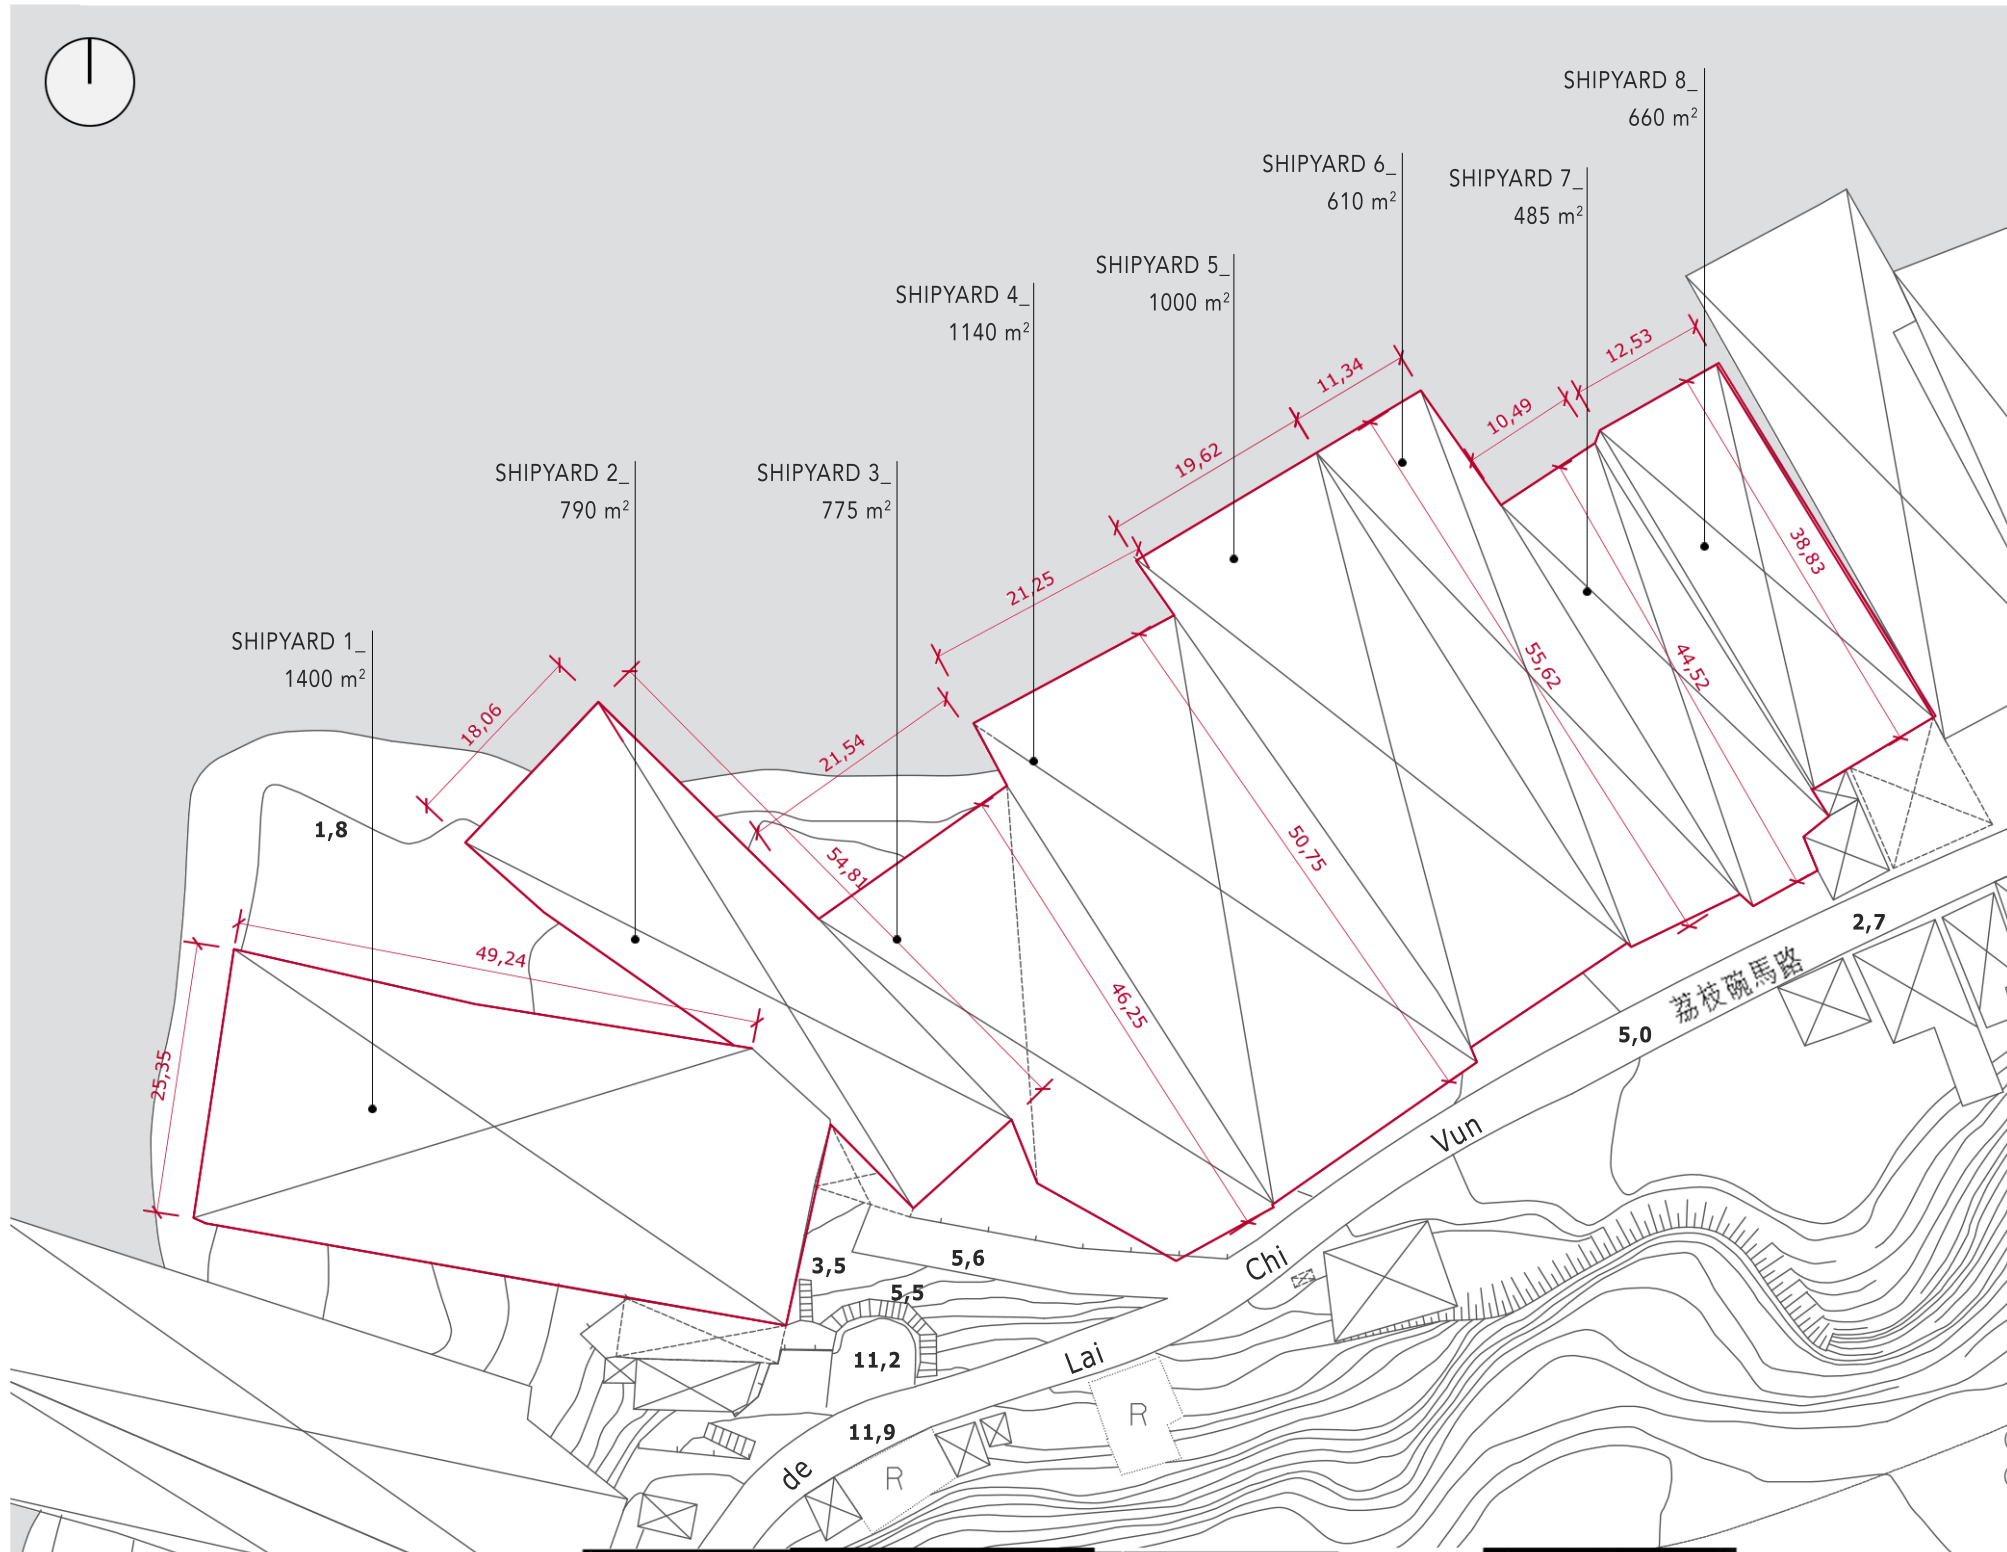 SHIPYARD 8_
660 m²
SHIPYARD 6_
610 m²
SHIPYARD 7_
485 m²
SHIPYARD 5_
1000 m²
SHIPYARD 4_
1140 m²
12,53
11,34
10,49
19,62
SHIPYARD 2_
790 m²
SHIPYARD 3_
775 m²
38,83
21,25
SHIPYARD 1_
1400 m²
55,62
44,52
18,06
21,54
1,8
50,75
54,81
2,7
49,24
荔枝碗馬路
46,25
5,0
25,35
Vun
Chi
3,5
5,6
5,5
11,2
Lai
R
11,9
de
R